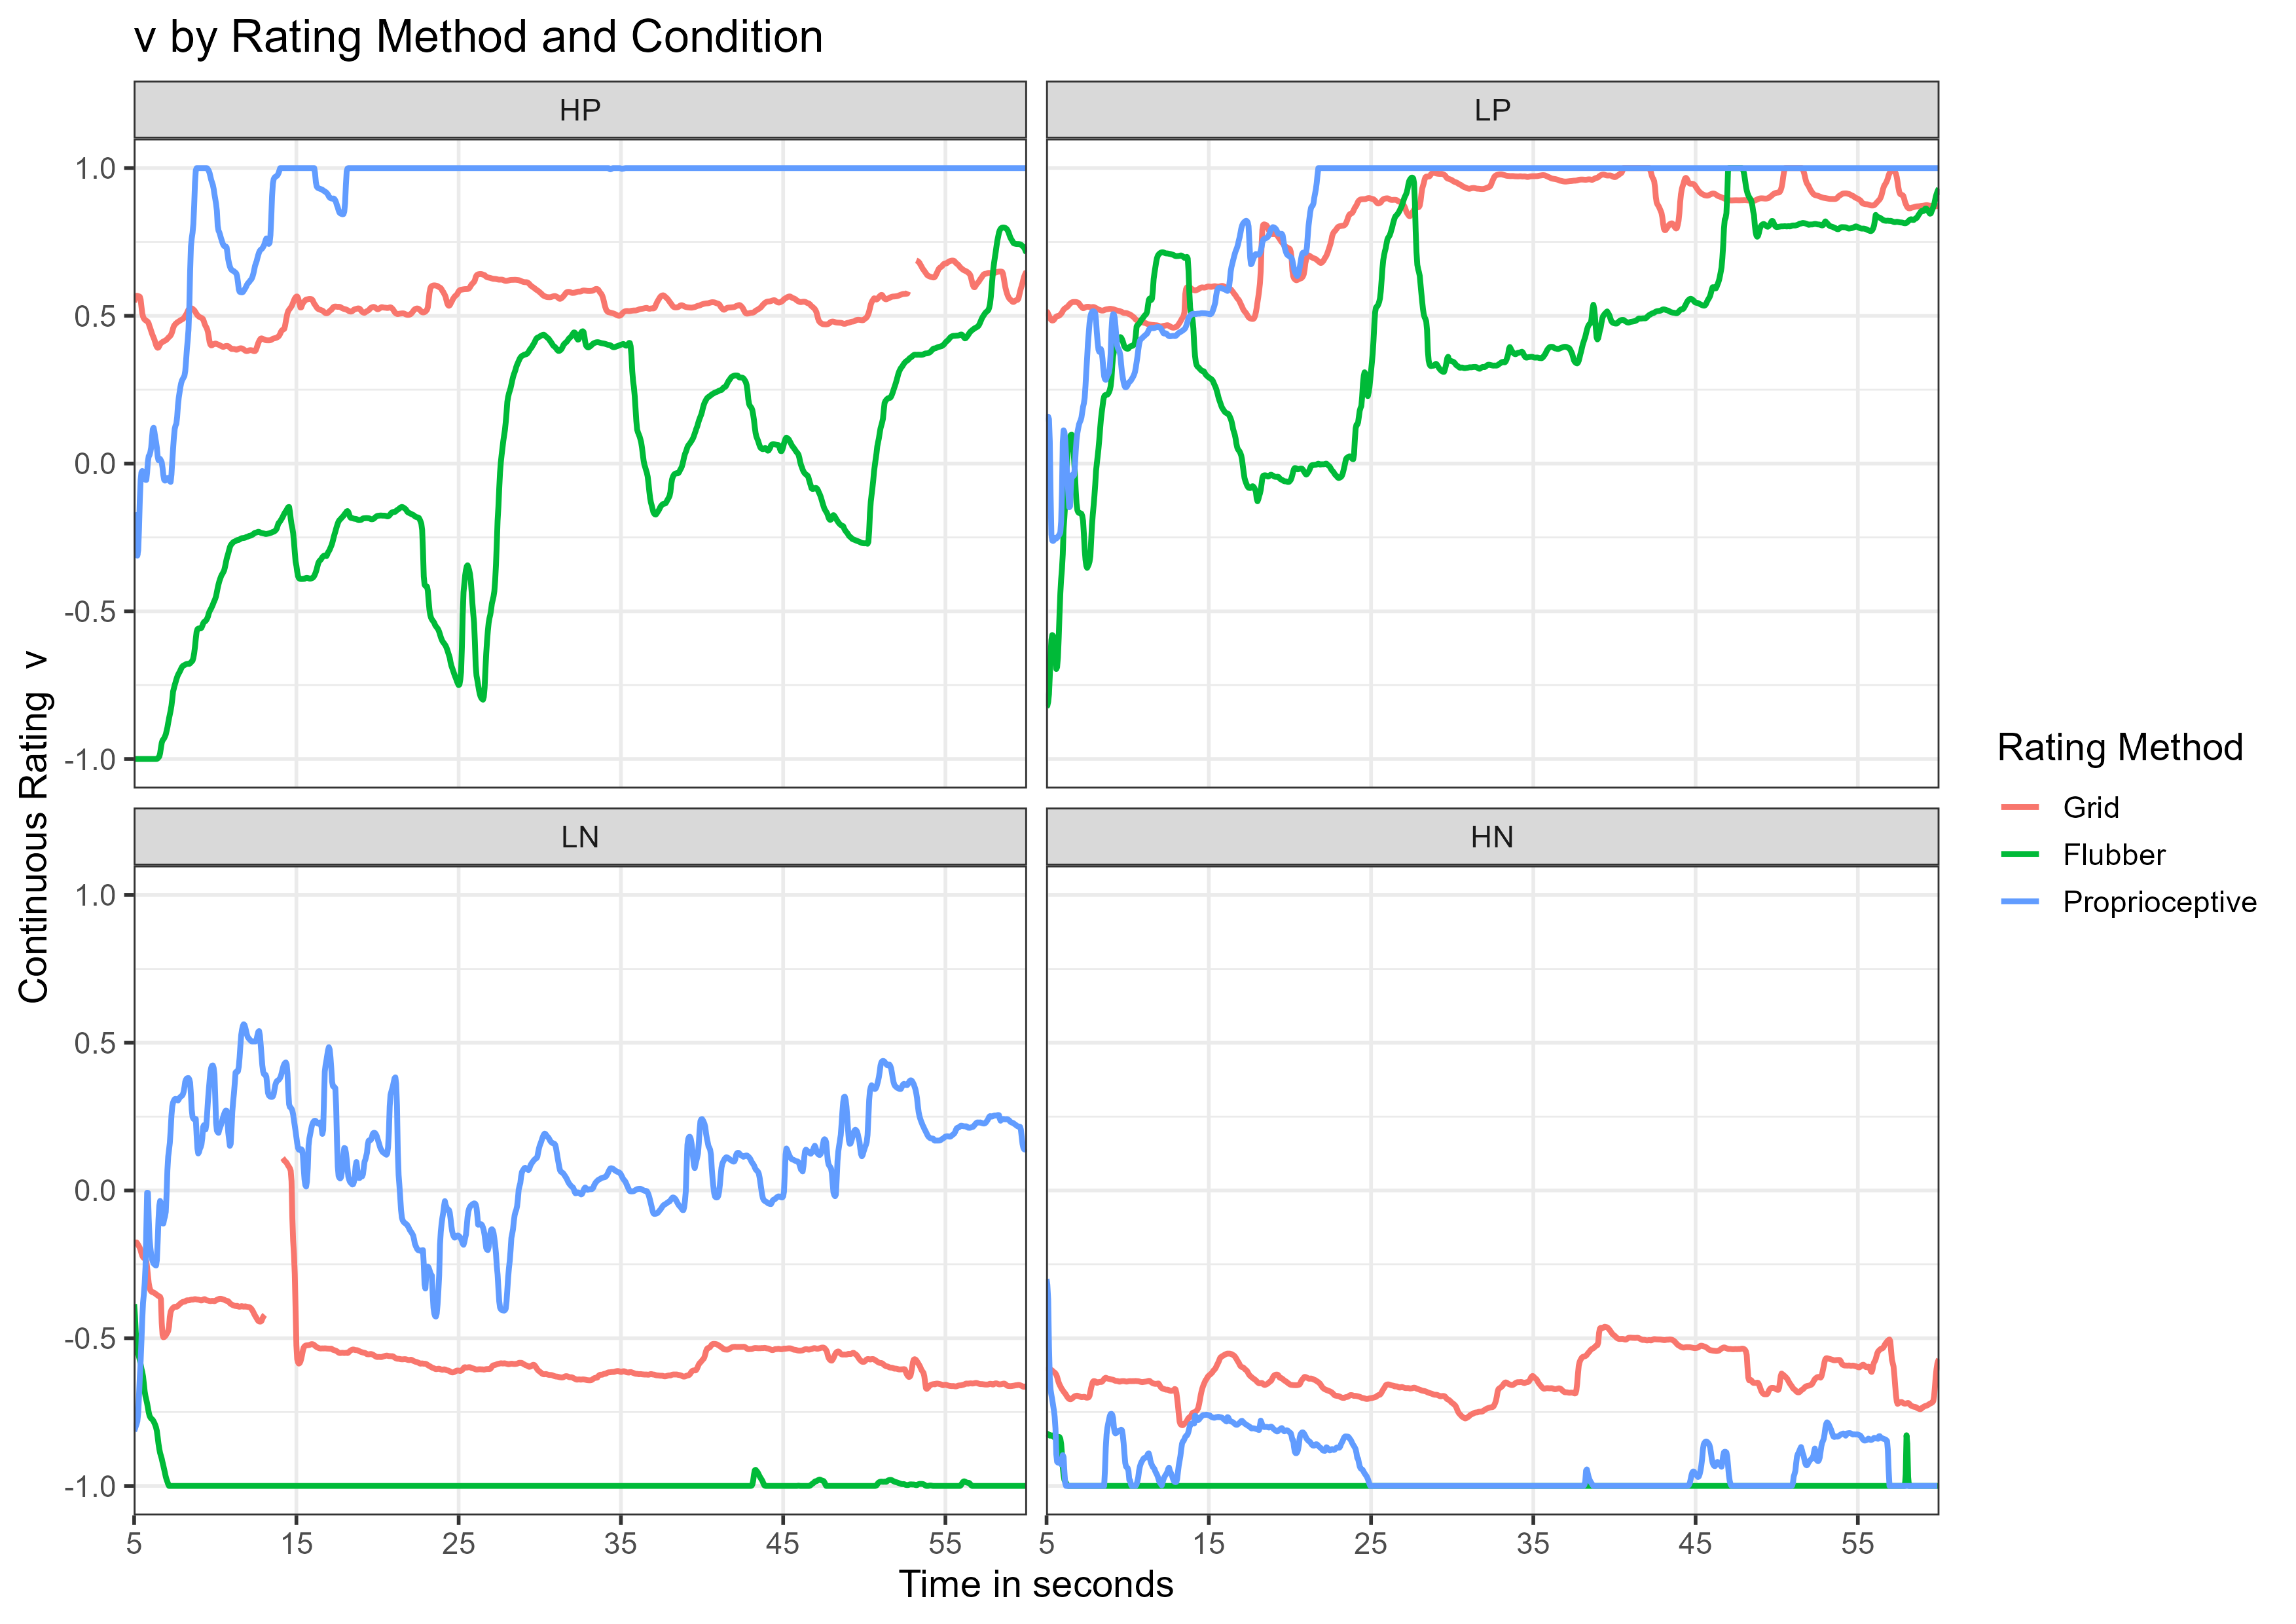 v by Rating Method and Condition
HP
LP
1.0
0.5
0.0
-0.5
-1.0
LN
HN
1.0
0.5
0.0
-0.5
-1.0
5 15 25 35 45 55
5 15 25 35 45 55
Time in seconds
Continuous Rating v
Rating Method
Grid
Flubber
Proprioceptive